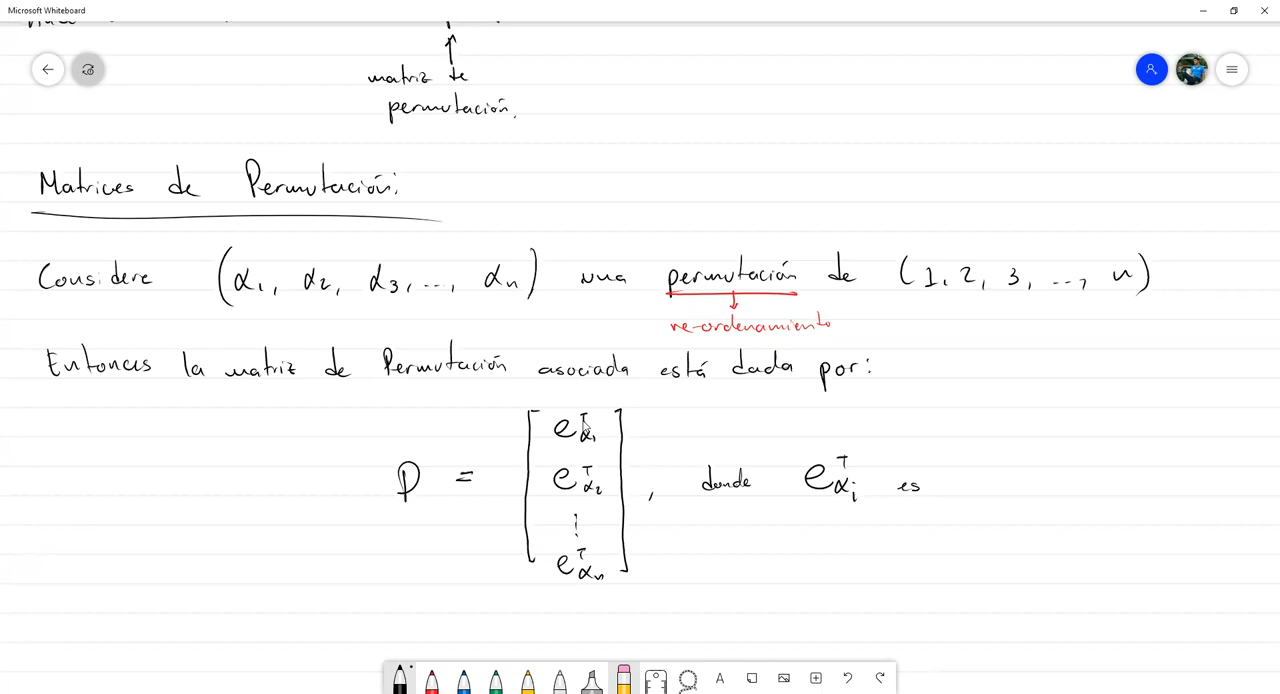 Microsoft Whiteboard
matriz de
permutación.
Matrices de Permutación:
Considere (α₁, α₂, α₃, ..., αₙ) una permutación de (1, 2, 3, ..., n)
re-ordenamiento
Entonces la matriz de Permutación asociada está dada por:
P = [e^T_α₁ e^T_α₂ ⋮ e^T_αₙ], donde e^T_αᵢ es
A